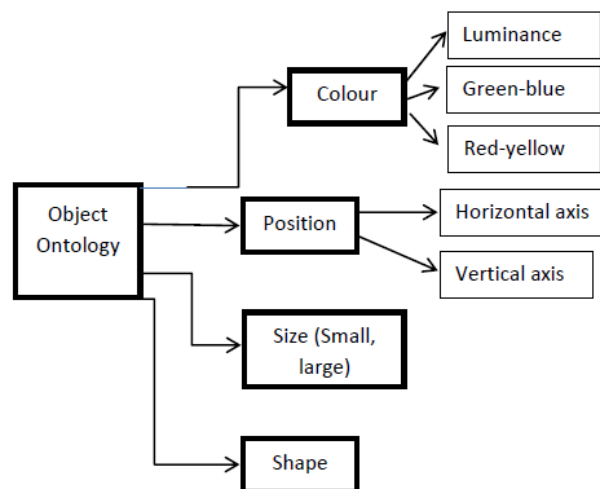 Luminance
Colour
Green-blue
Red-yellow
Object
Ontology
Position
Horizontal axis
Vertical axis
Size (Small,
large)
Shape